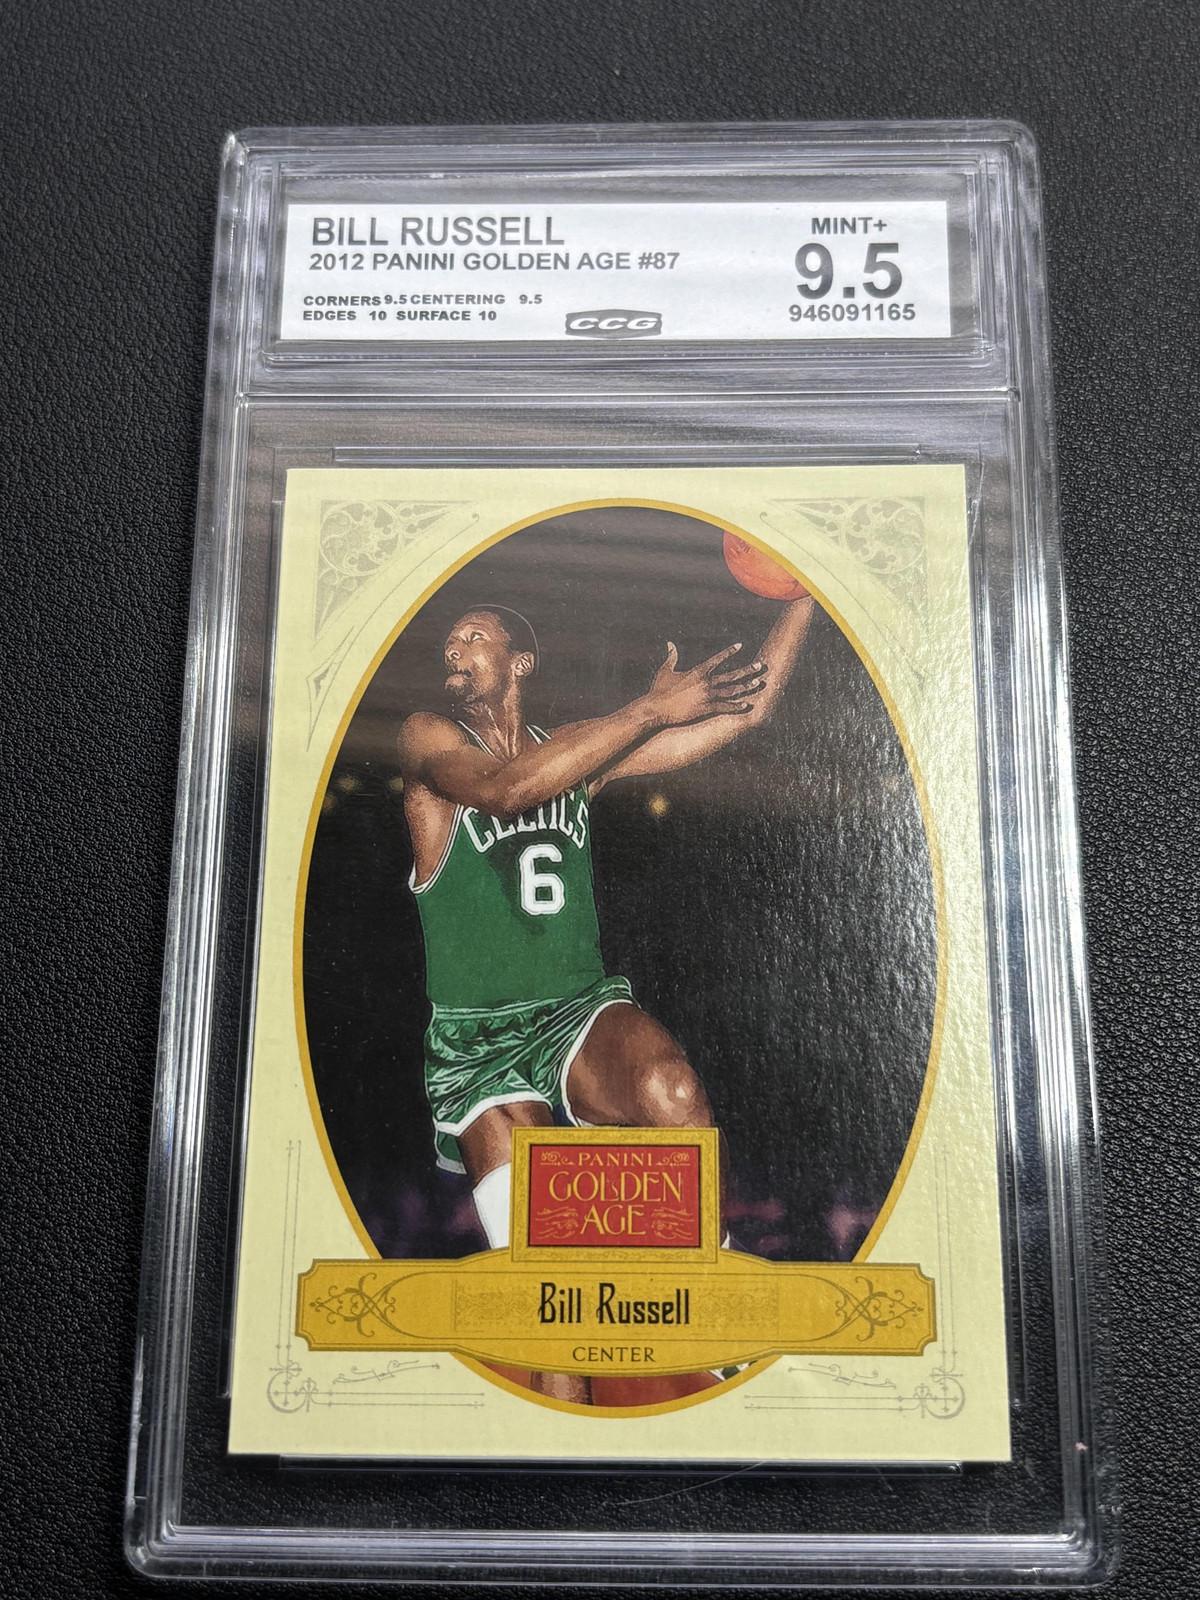 BILL RUSSELL
2012 PANINI GOLDEN AGE #87
CORNERS 9.5 CENTERING 9.5
EDGES 10 SURFACE 10
CCG
MINT+
9.5
946091165
CELTICS
6
PANINI
GOLDEN
AGE
Bill Russell
CENTER